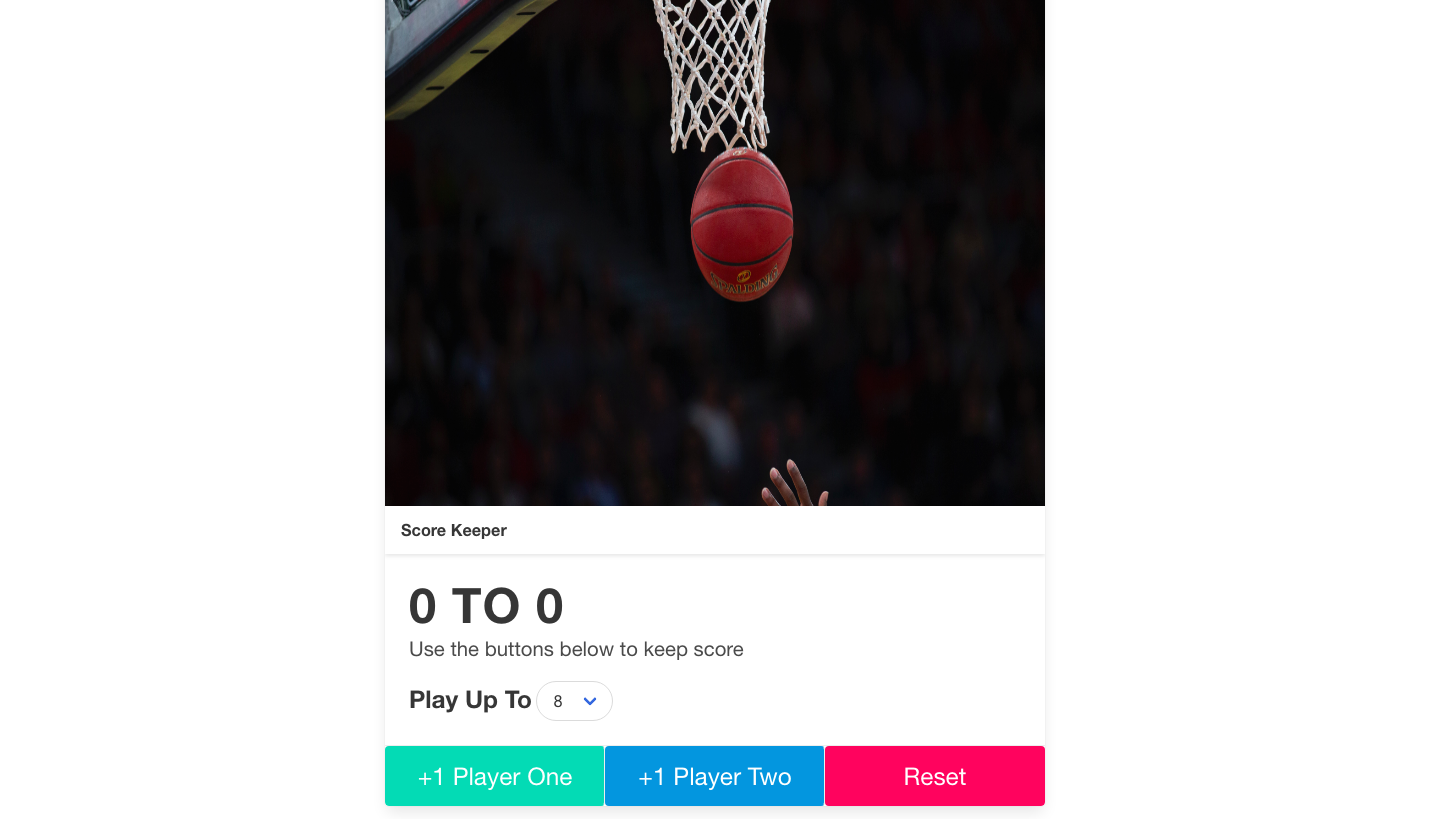 SPALDING
Score Keeper
0 TO 0
Use the buttons below to keep score
Play Up To 8
+1 Player One
+1 Player Two
Reset